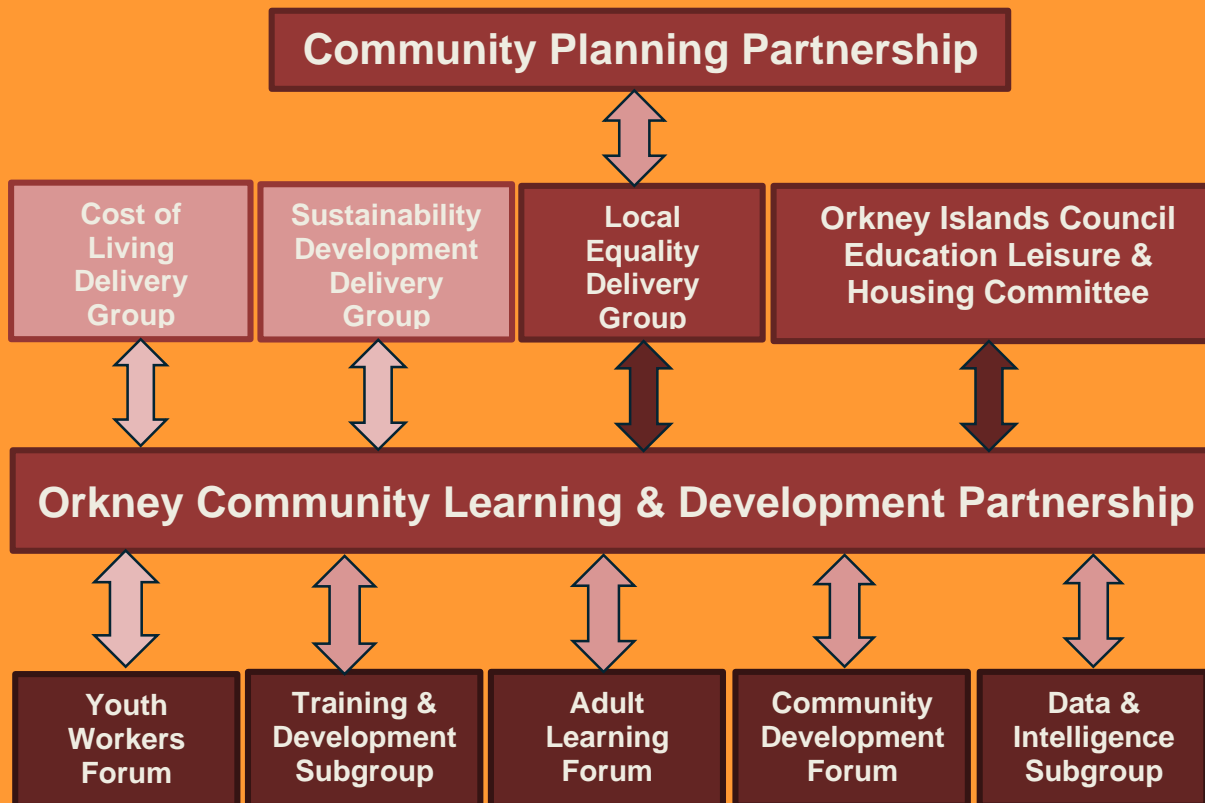 Community Planning Partnership
Cost of
Living
Delivery
Group
Sustainability
Development
Delivery
Group
Local
Equality
Delivery
Group
Orkney Islands Council
Education Leisure &
Housing Committee
Orkney Community Learning & Development Partnership
Youth
Workers
Forum
Training &
Development
Subgroup
Adult
Learning
Forum
Community
Development
Forum
Data &
Intelligence
Subgroup